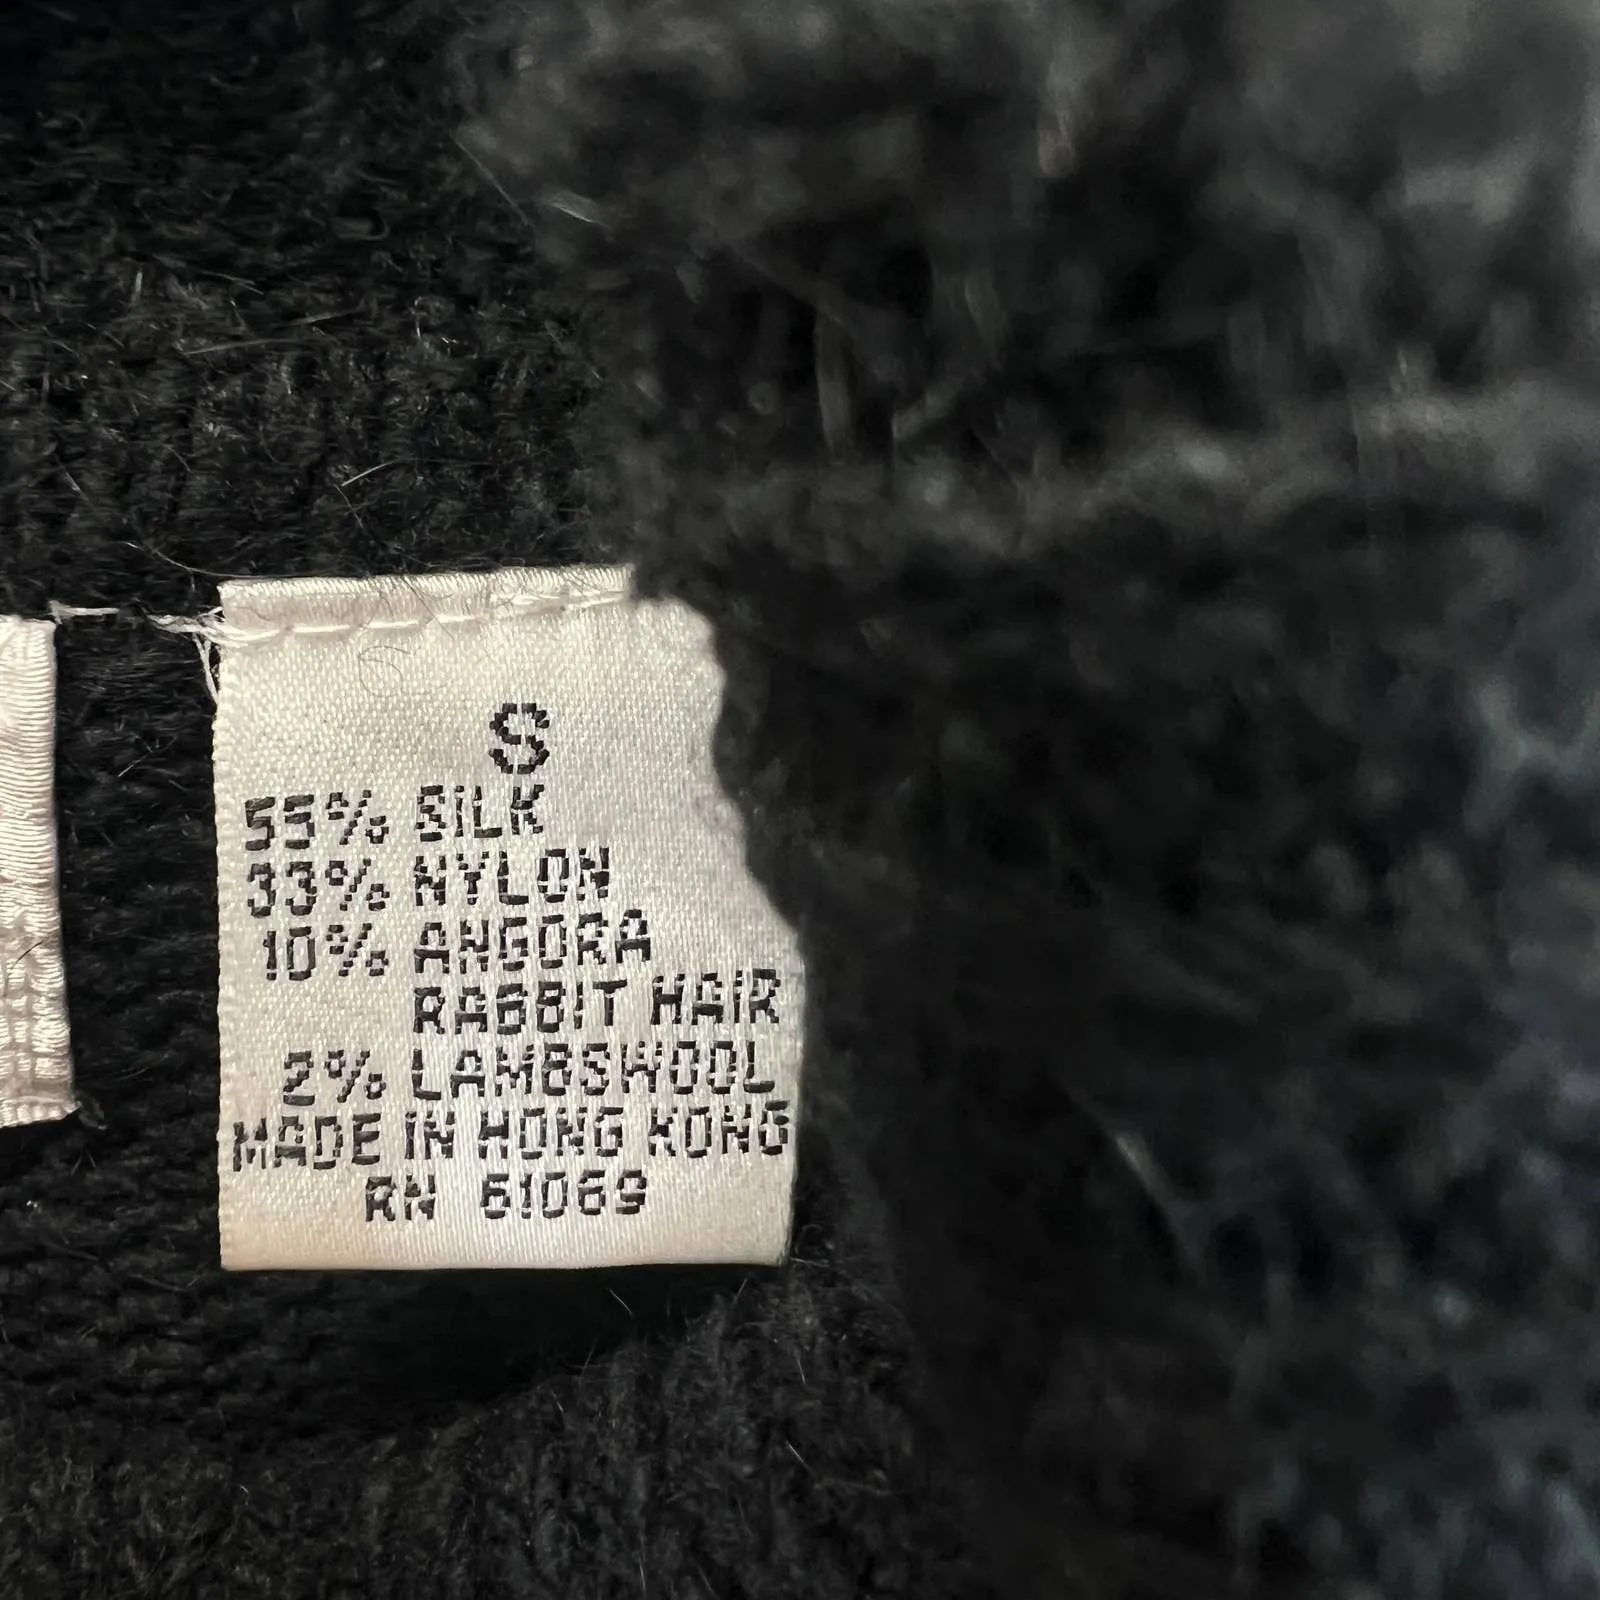 S
55% SILK
33% NYLON
10% ANGORA
RABBIT HAIR
2% LAMBSWOOL
MADE IN HONG KONG
RN 61069